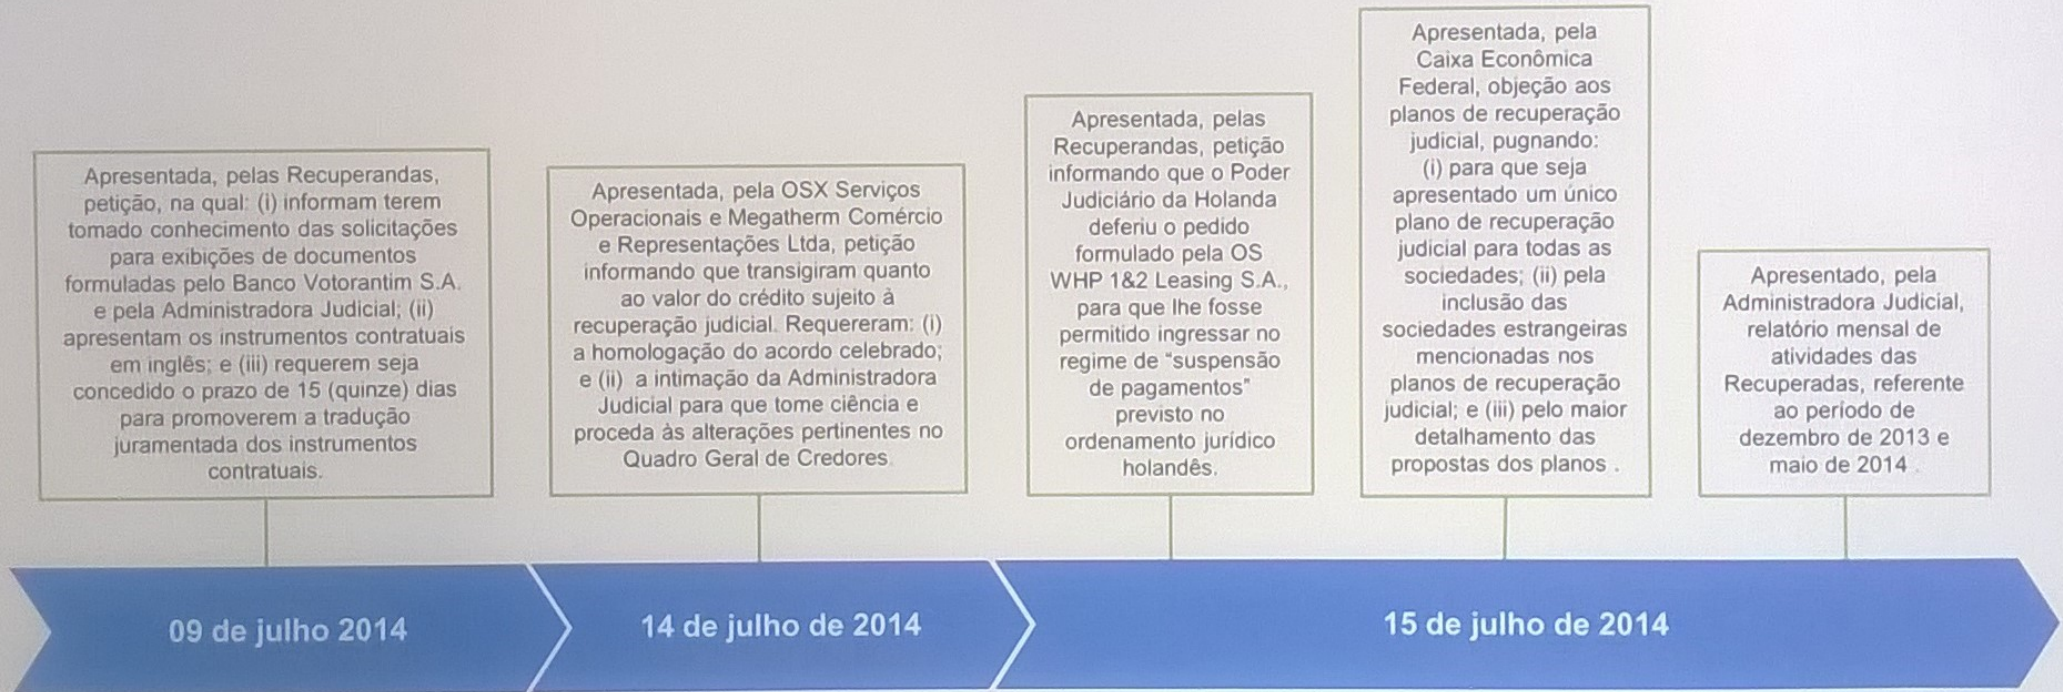 Apresentada, pelas Recuperandas,
petição, na qual: (i) informam terem
tomado conhecimento das solicitações
para exibições de documentos
formuladas pelo Banco Votorantim S.A.
e pela Administradora Judicial; (ii)
apresentam os instrumentos contratuais
em inglês; e (iii) requerem seja
concedido o prazo de 15 (quinze) dias
para promoverem a tradução
juramentada dos instrumentos
contratuais.
Apresentada, pela OSX Serviços
Operacionais e Megatherm Comércio
e Representações Ltda, petição
informando que transigiram quanto
ao valor do crédito sujeito à
recuperação judicial. Requereram: (i)
a homologação do acordo celebrado;
e (ii) a intimação da Administradora
Judicial para que tome ciência e
proceda às alterações pertinentes no
Quadro Geral de Credores.
Apresentada, pelas
Recuperandas, petição
informando que o Poder
Judiciário da Holanda
deferiu o pedido
formulado pela OS
WHP 1&2 Leasing S.A.,
para que lhe fosse
permitido ingressar no
regime de “suspensão
de pagamentos”
previsto no
ordenamento jurídico
holandês.
Apresentada, pela
Caixa Econômica
Federal, objeção aos
planos de recuperação
judicial, pugnando:
(i) para que seja
apresentado um único
plano de recuperação
judicial para todas as
sociedades; (ii) pela
inclusão das
sociedades estrangeiras
mencionadas nos
planos de recuperação
judicial; e (iii) pelo maior
detalhamento das
propostas dos planos .
Apresentado, pela
Administradora Judicial,
relatório mensal de
atividades das
Recuperadas, referente
ao período de
dezembro de 2013 e
maio de 2014 .
09 de julho 2014
14 de julho de 2014
15 de julho de 2014